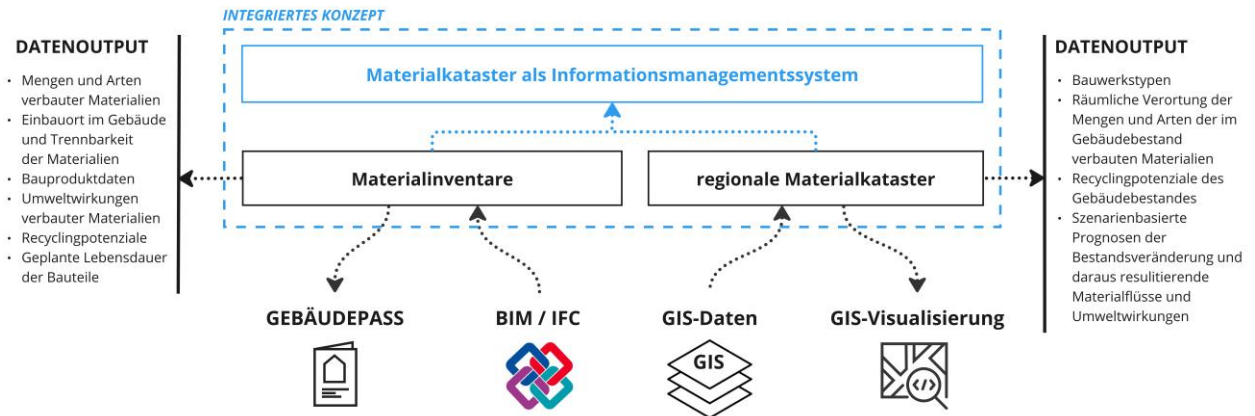 INTEGRIERTES KONZEPT
DATENOUTPUT
• Mengen und Arten
verbauter Materialien
• Einbauort im Gebäude
und Trennbarkeit
der Materialien
• Bauproduktdaten
• Umweltwirkungen
verbauter Materialien
• Recyclingpotenziale
• Geplante Lebensdauer
der Bauteile
Materialkataster als Informationsmanagementssystem
Materialinventare
regionale Materialkataster
DATENOUTPUT
• Bauwerkstypen
• Räumliche Verortung der
Mengen und Arten der im
Gebäudebestand
verbauten Materialien
• Recyclingpotenziale des
Gebäudebestandes
• Szenarienbasierte
Prognosen der
Bestandsveränderung und
daraus resulitierende
Materialflüsse und
Umweltwirkungen
GEBÄUDEPASS
BIM / IFC
GIS-Daten
GIS-Visualisierung
GIS
</>